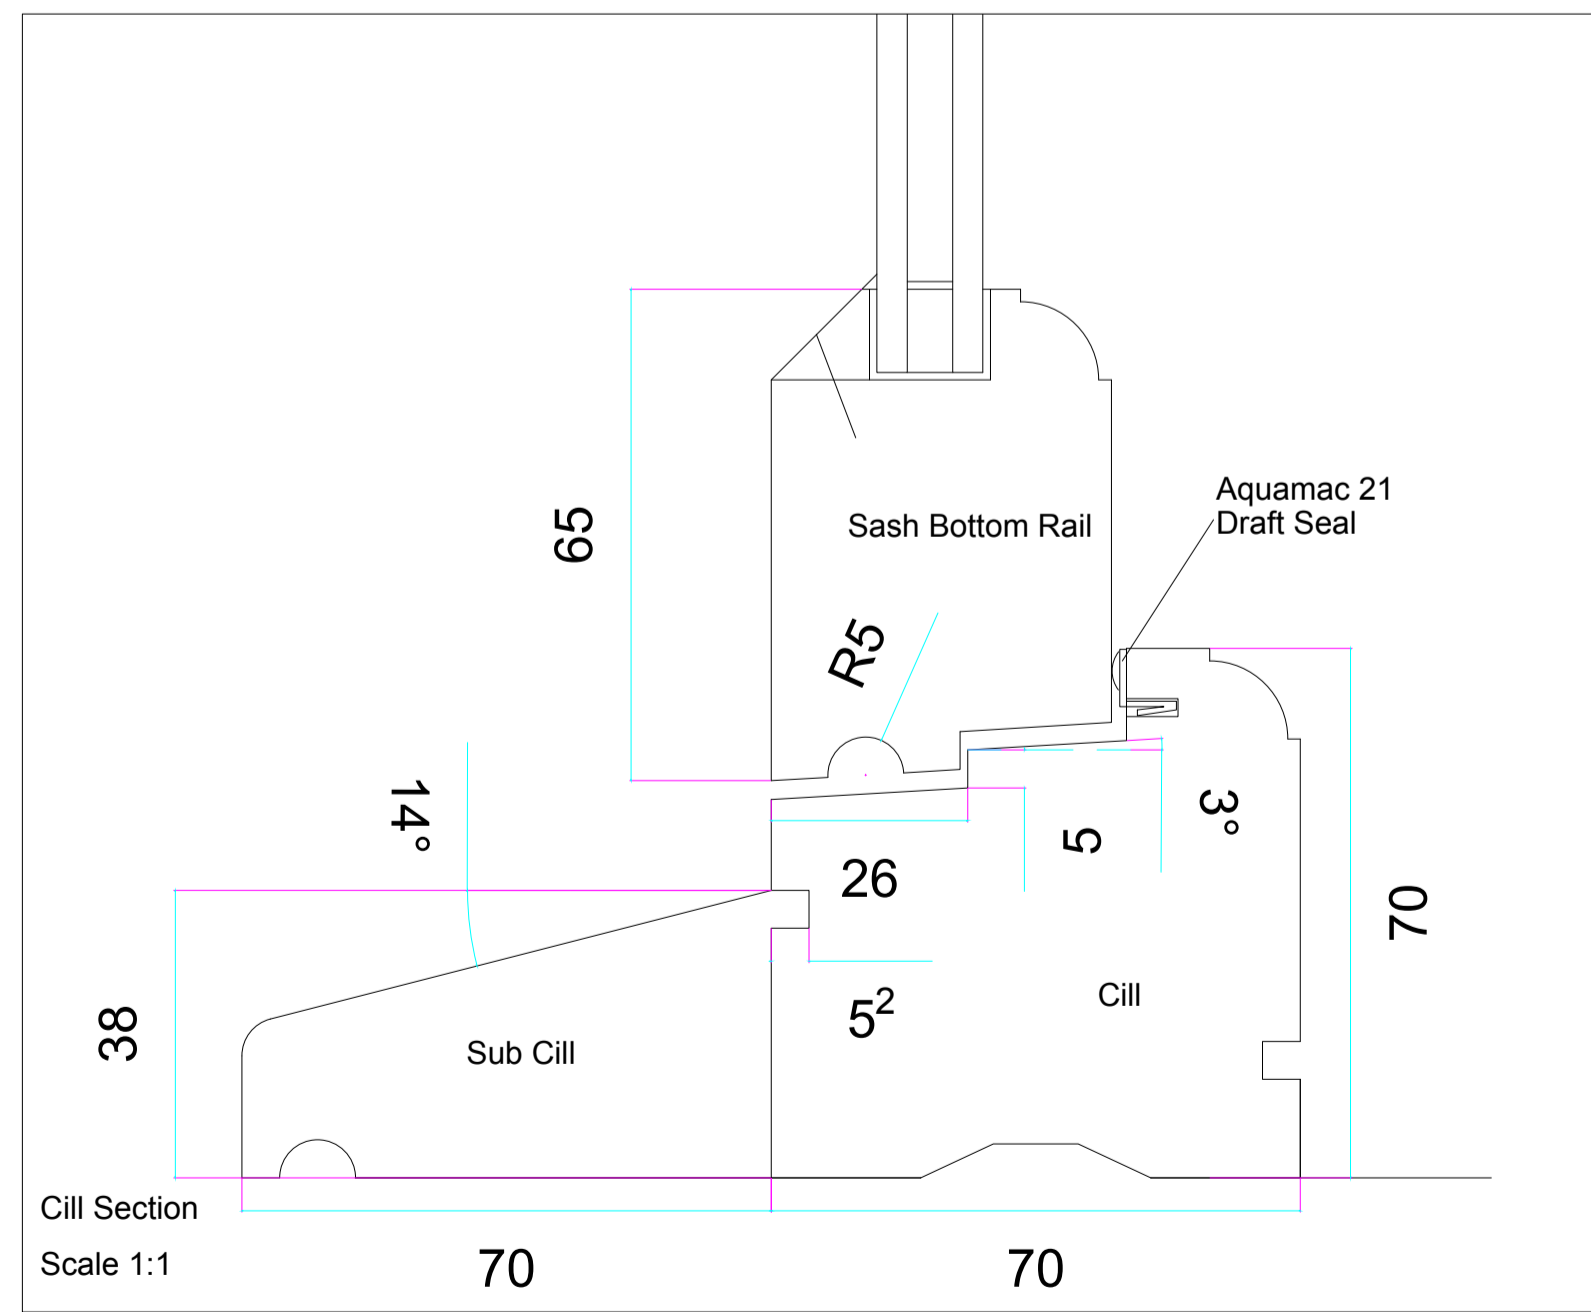 Aquamac 21
Draft Seal
Sash Bottom Rail
65
R5
14°
3°
5
26
70
5²
Cill
38
Sub Cill
Cill Section
Scale 1:1
70
70